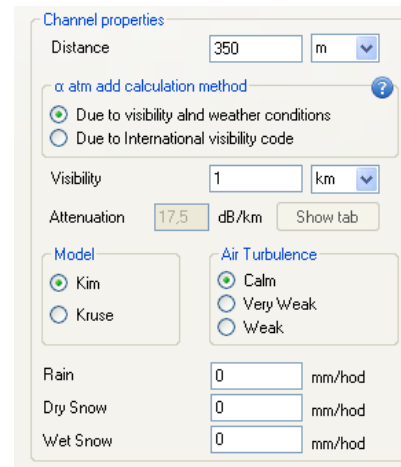 Channel properties
Distance 350 m
α atm add calculation method ?
Due to visibility alnd weather conditions
Due to International visibility code
Visibility 1 km
Attenuation 17,5 dB/km Show tab
Model Air Turbulence
Kim Calm
Kruse Very Weak
Weak
Rain 0 mm/hod
Dry Snow 0 mm/hod
Wet Snow 0 mm/hod